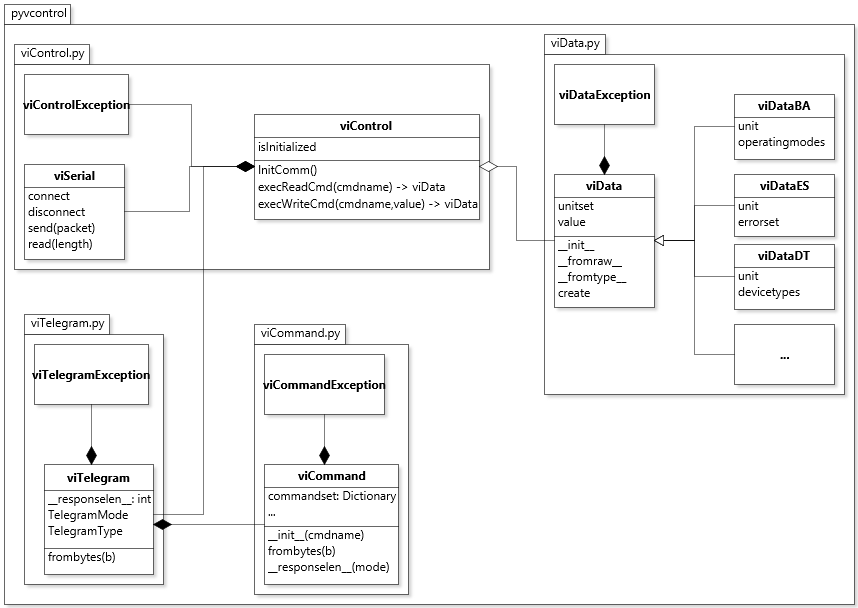 pyvcontrol
viControl.py
viControlException
viControl
isInitialized
InitComm()
execReadCmd(cmdname) -> viData
execWriteCmd(cmdname,value) -> viData
viSerial
connect
disconnect
send(packet)
read(length)
viData.py
viDataException
viData
unitset
value
__init__
__fromraw__
__fromtype__
create
viDataBA
unit
operatingmodes
viDataES
unit
errorset
viDataDT
unit
devicetypes
...
viTelegram.py
viTelegramException
viTelegram
__responselen__: int
TelegramMode
TelegramType
frombytes(b)
viCommand.py
viCommandException
viCommand
commandset: Dictionary
...
__init__(cmdname)
frombytes(b)
__responselen__(mode)